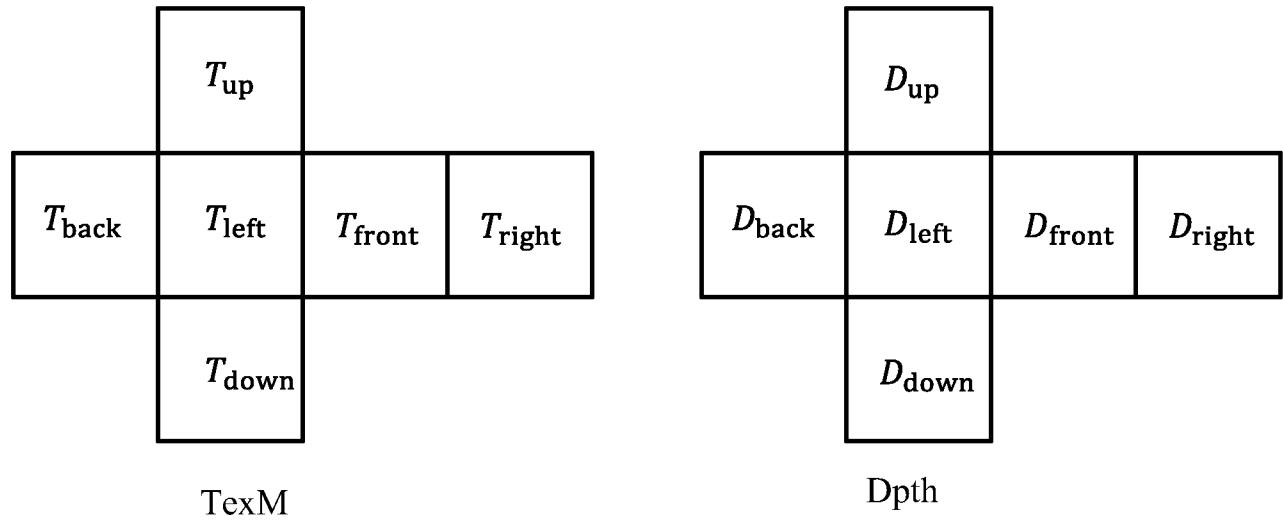 T_up D_up
T_back T_left T_front T_right D_back D_left D_front D_right
T_down D_down
TexM Dpth